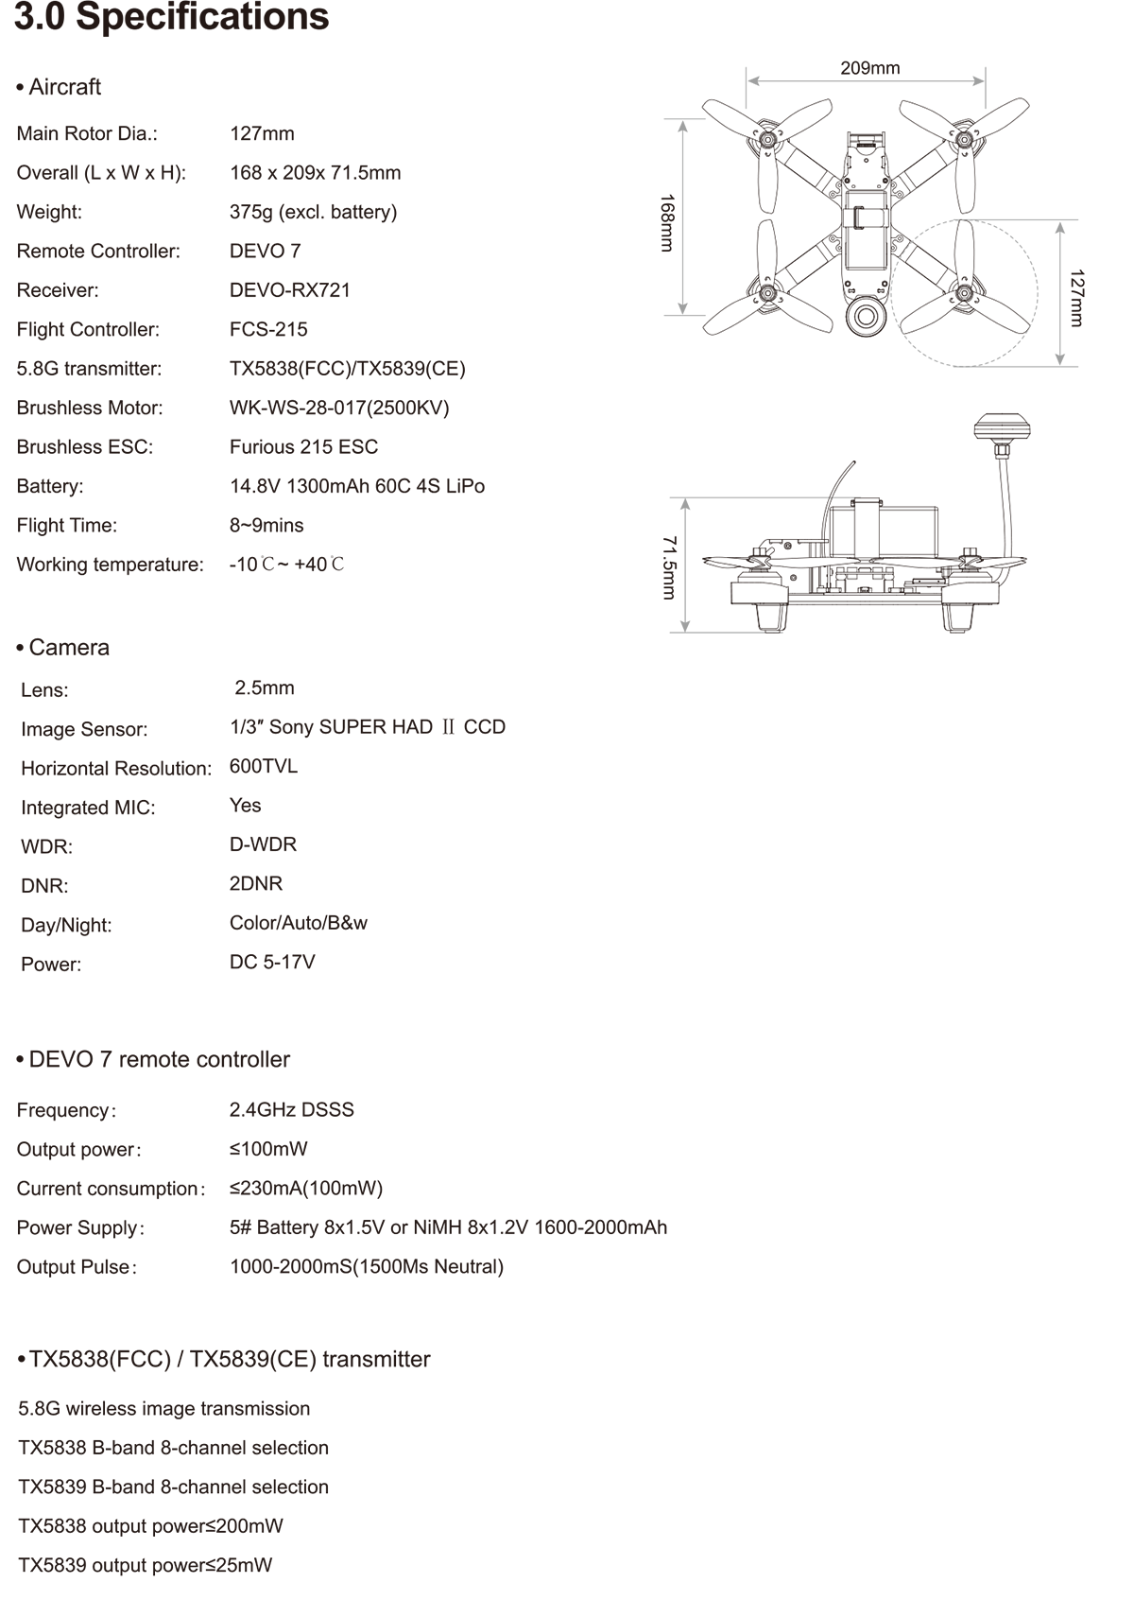 3.0 Specifications
• Aircraft
Main Rotor Dia.: 127mm
Overall (L x W x H): 168 x 209x 71.5mm
Weight: 375g (excl. battery)
Remote Controller: DEVO 7
Receiver: DEVO-RX721
Flight Controller: FCS-215
5.8G transmitter: TX5838(FCC)/TX5839(CE)
Brushless Motor: WK-WS-28-017(2500KV)
Brushless ESC: Furious 215 ESC
Battery: 14.8V 1300mAh 60C 4S LiPo
Flight Time: 8~9mins
Working temperature: -10℃~ +40℃
209mm
168mm
127mm
71.5mm
• Camera
Lens: 2.5mm
Image Sensor: 1/3″ Sony SUPER HAD Ⅱ CCD
Horizontal Resolution: 600TVL
Integrated MIC: Yes
WDR: D-WDR
DNR: 2DNR
Day/Night: Color/Auto/B&w
Power: DC 5-17V
• DEVO 7 remote controller
Frequency: 2.4GHz DSSS
Output power: ≤100mW
Current consumption: ≤230mA(100mW)
Power Supply: 5# Battery 8x1.5V or NiMH 8x1.2V 1600-2000mAh
Output Pulse: 1000-2000mS(1500Ms Neutral)
• TX5838(FCC) / TX5839(CE) transmitter
5.8G wireless image transmission
TX5838 B-band 8-channel selection
TX5839 B-band 8-channel selection
TX5838 output power≤200mW
TX5839 output power≤25mW